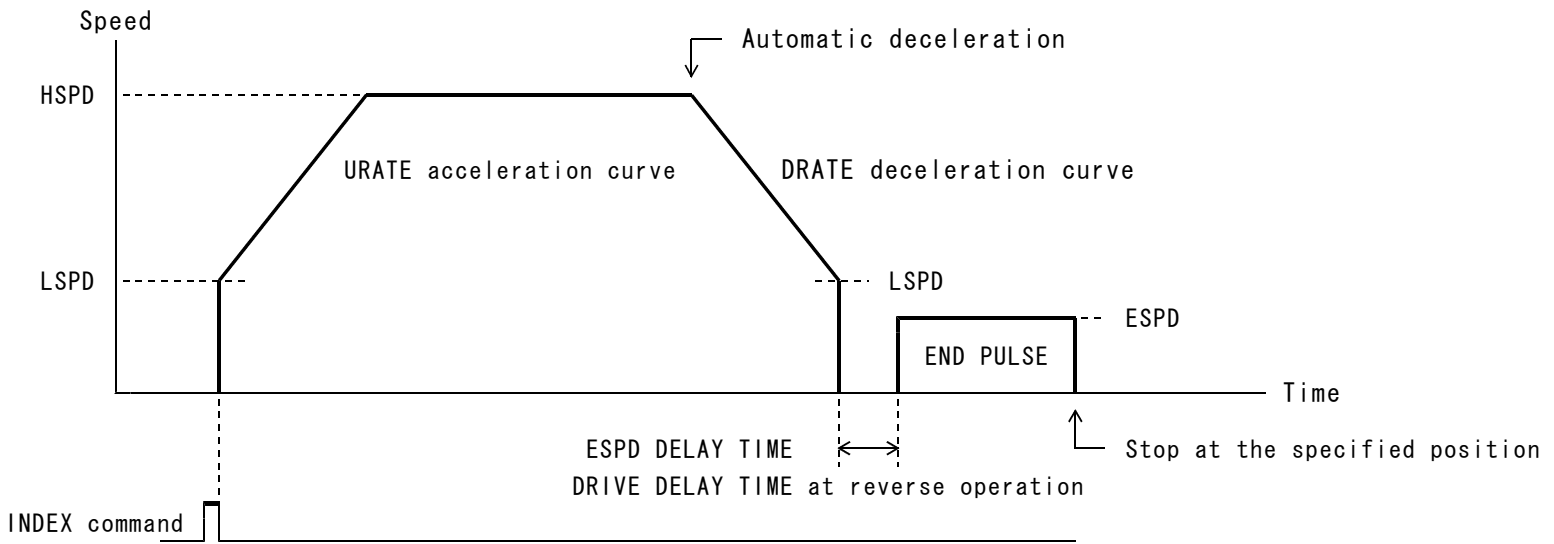 Speed
Automatic deceleration
HSPD
URATE acceleration curve
DRATE deceleration curve
LSPD
LSPD
ESPD
END PULSE
Time
ESPD DELAY TIME
Stop at the specified position
DRIVE DELAY TIME at reverse operation
INDEX command